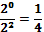 2⁰/2² = 1/4